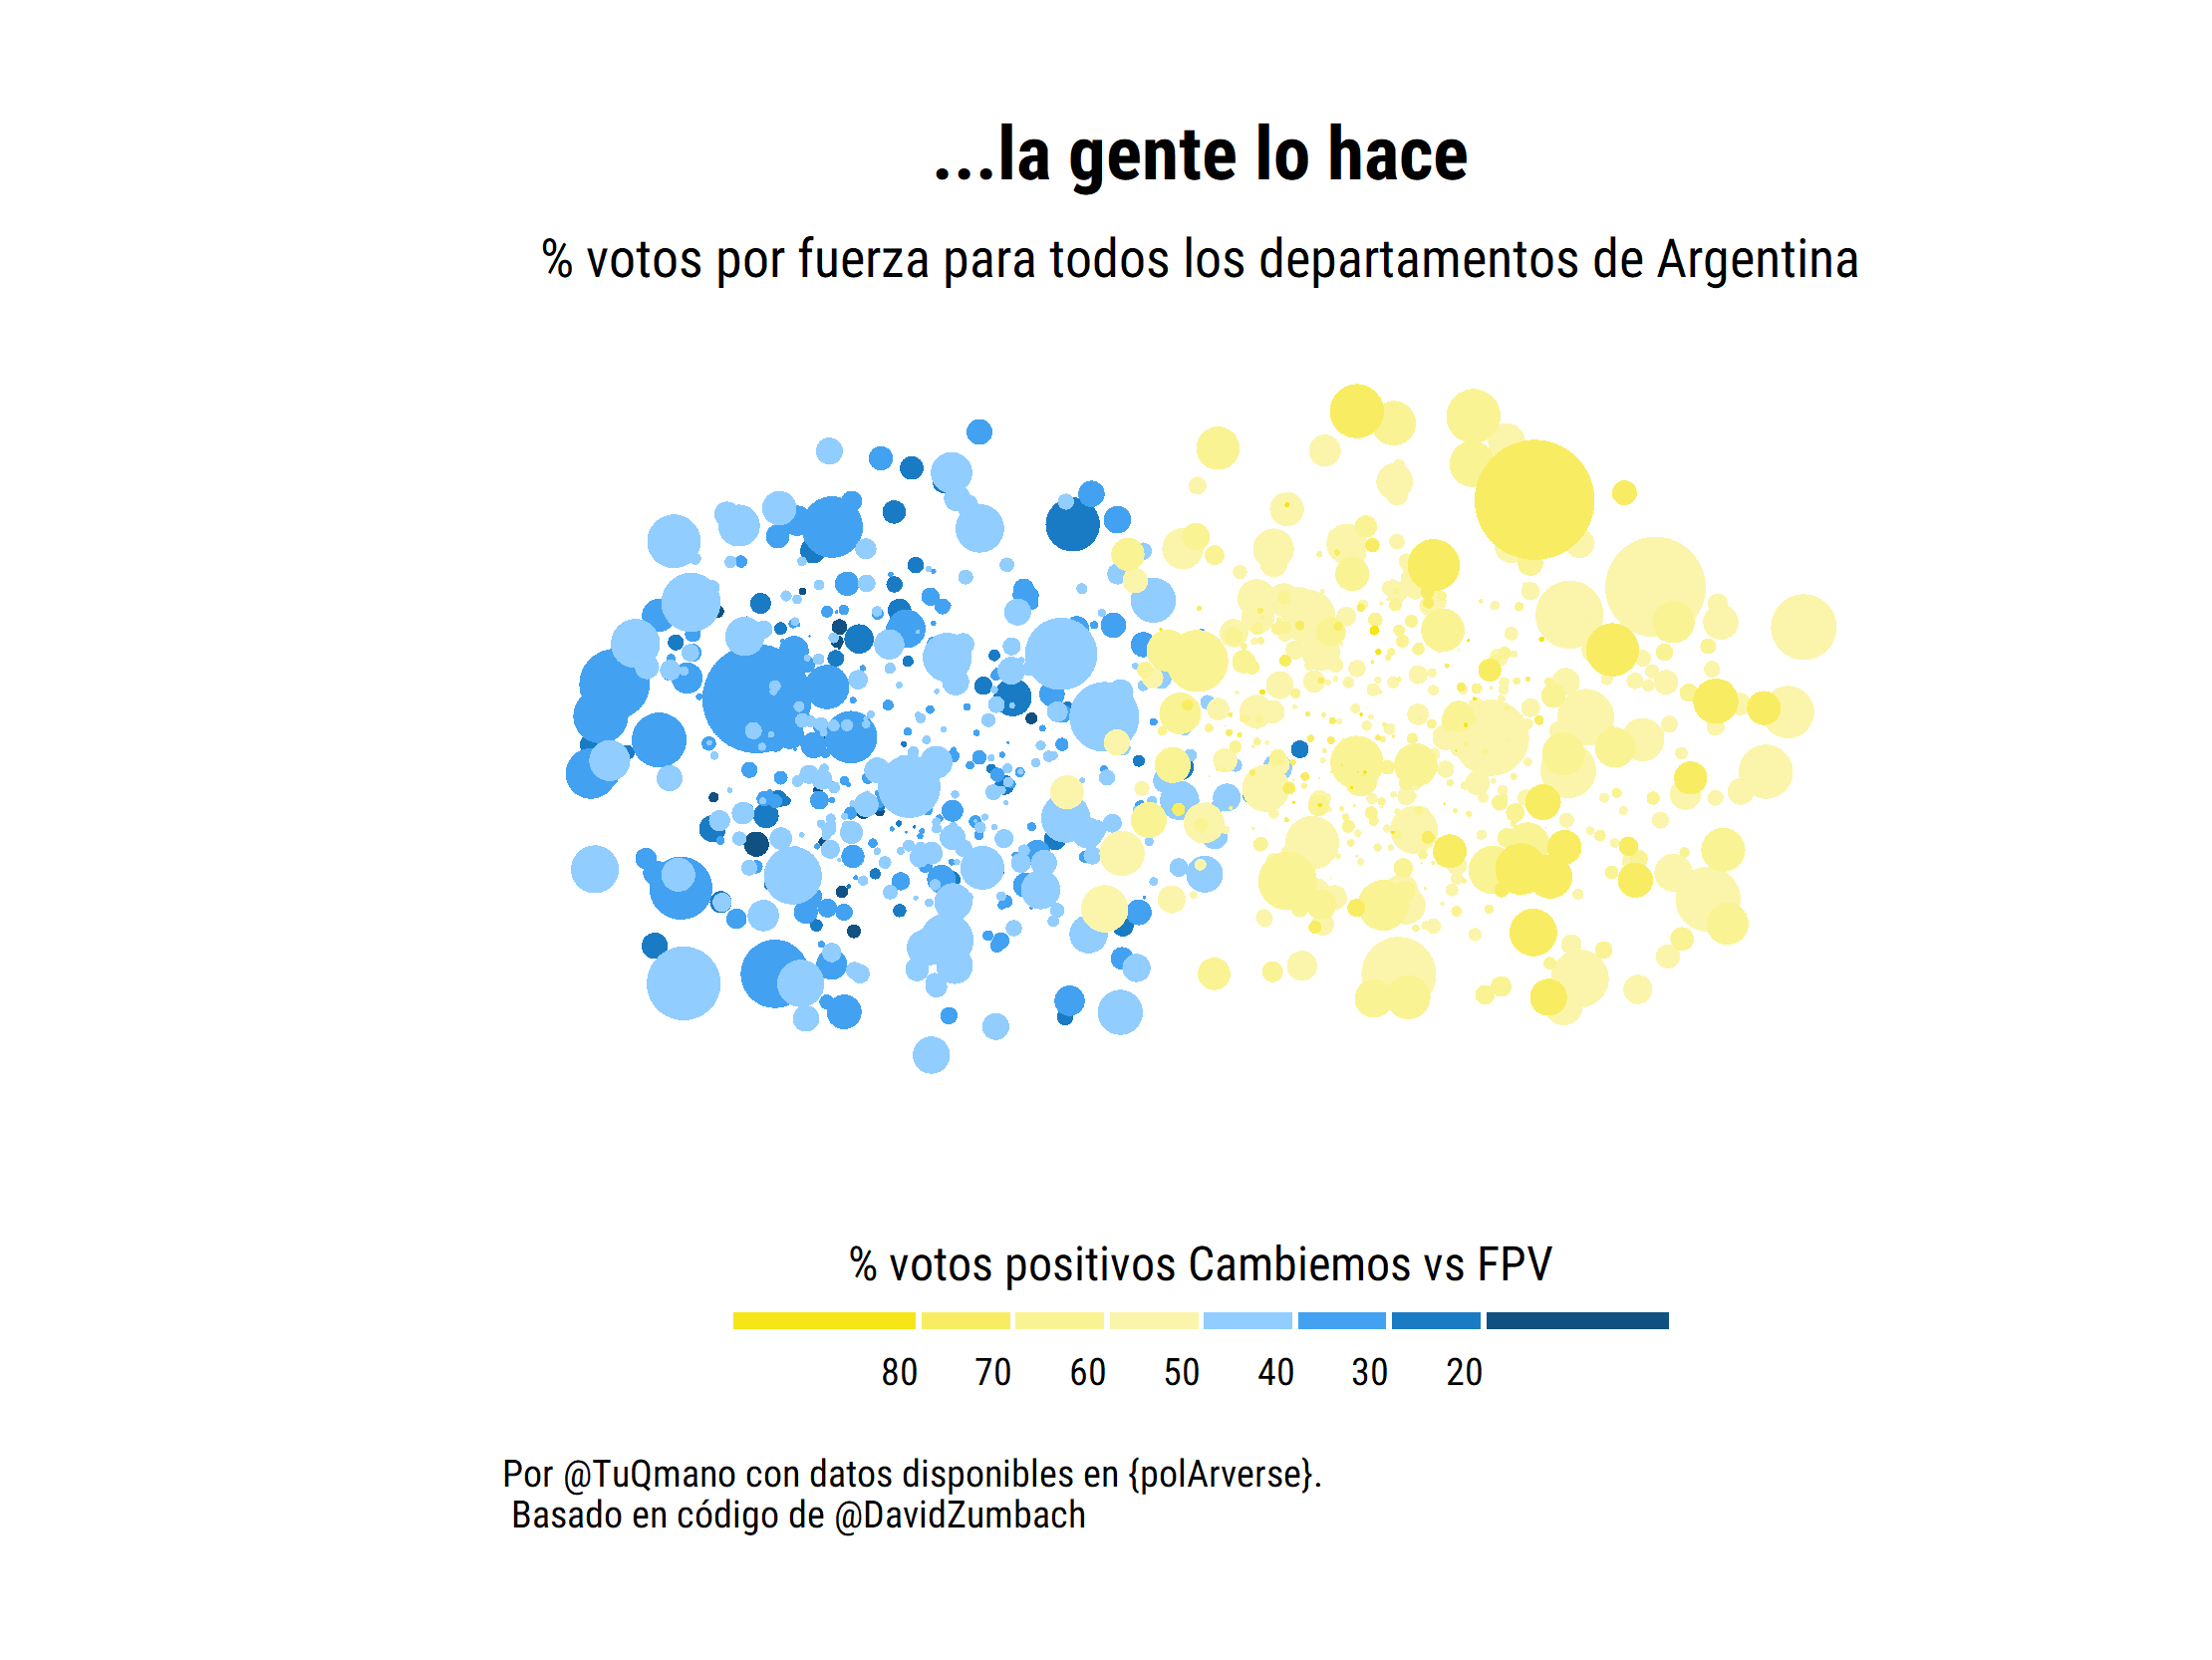 ...la gente lo hace
% votos por fuerza para todos los departamentos de Argentina
% votos positivos Cambiemos vs FPV
80 70 60 50 40 30 20
Por @TuQmano con datos disponibles en {polArverse}.
Basado en código de @DavidZumbach